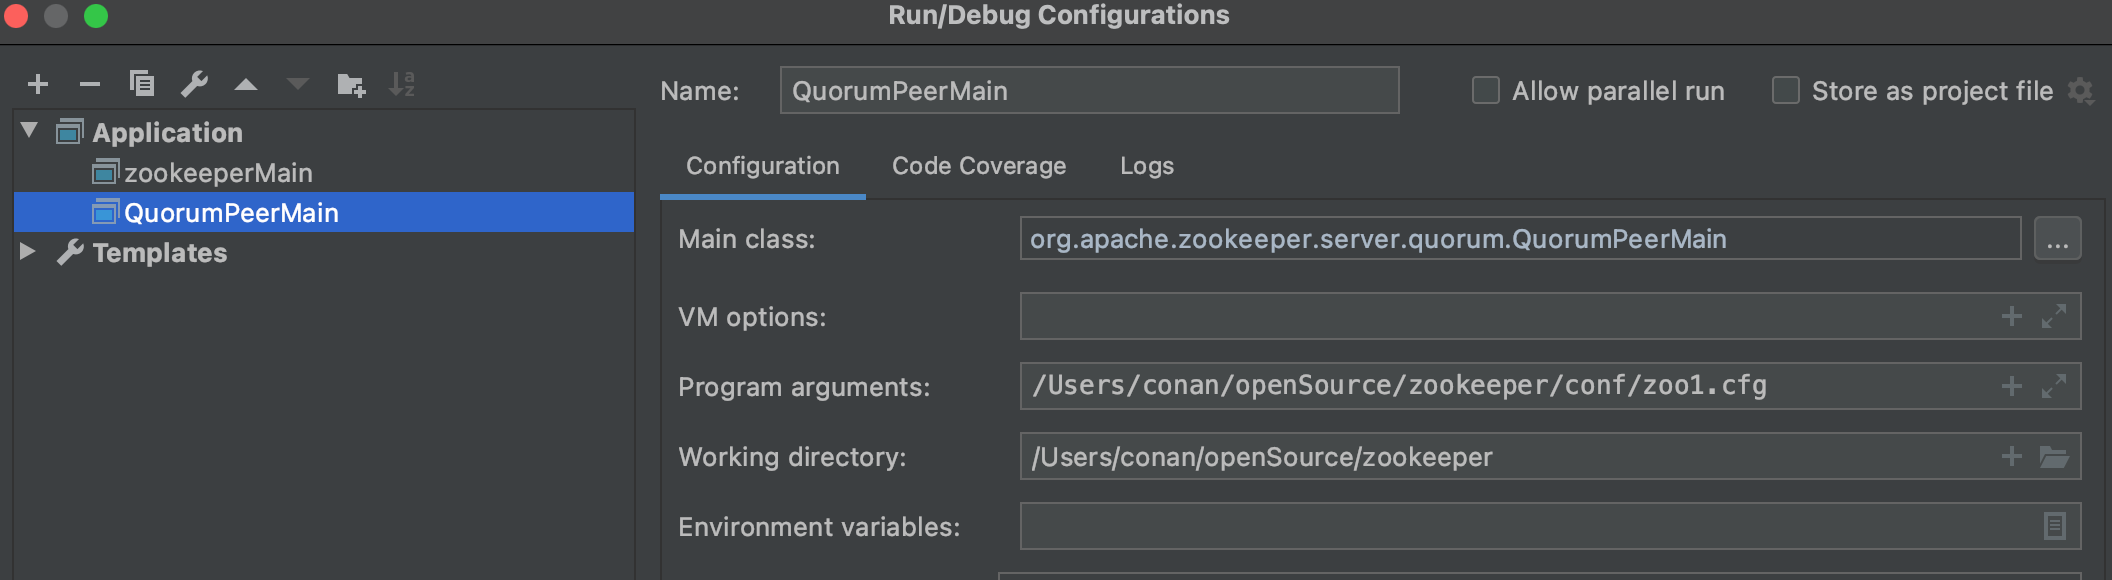 Run/Debug Configurations
Name: QuorumPeerMain Allow parallel run Store as project file
Application
zookeeperMain
QuorumPeerMain
Templates
Configuration Code Coverage Logs
Main class: org.apache.zookeeper.server.quorum.QuorumPeerMain ...
VM options:
Program arguments: /Users/conan/openSource/zookeeper/conf/zoo1.cfg
Working directory: /Users/conan/openSource/zookeeper
Environment variables: